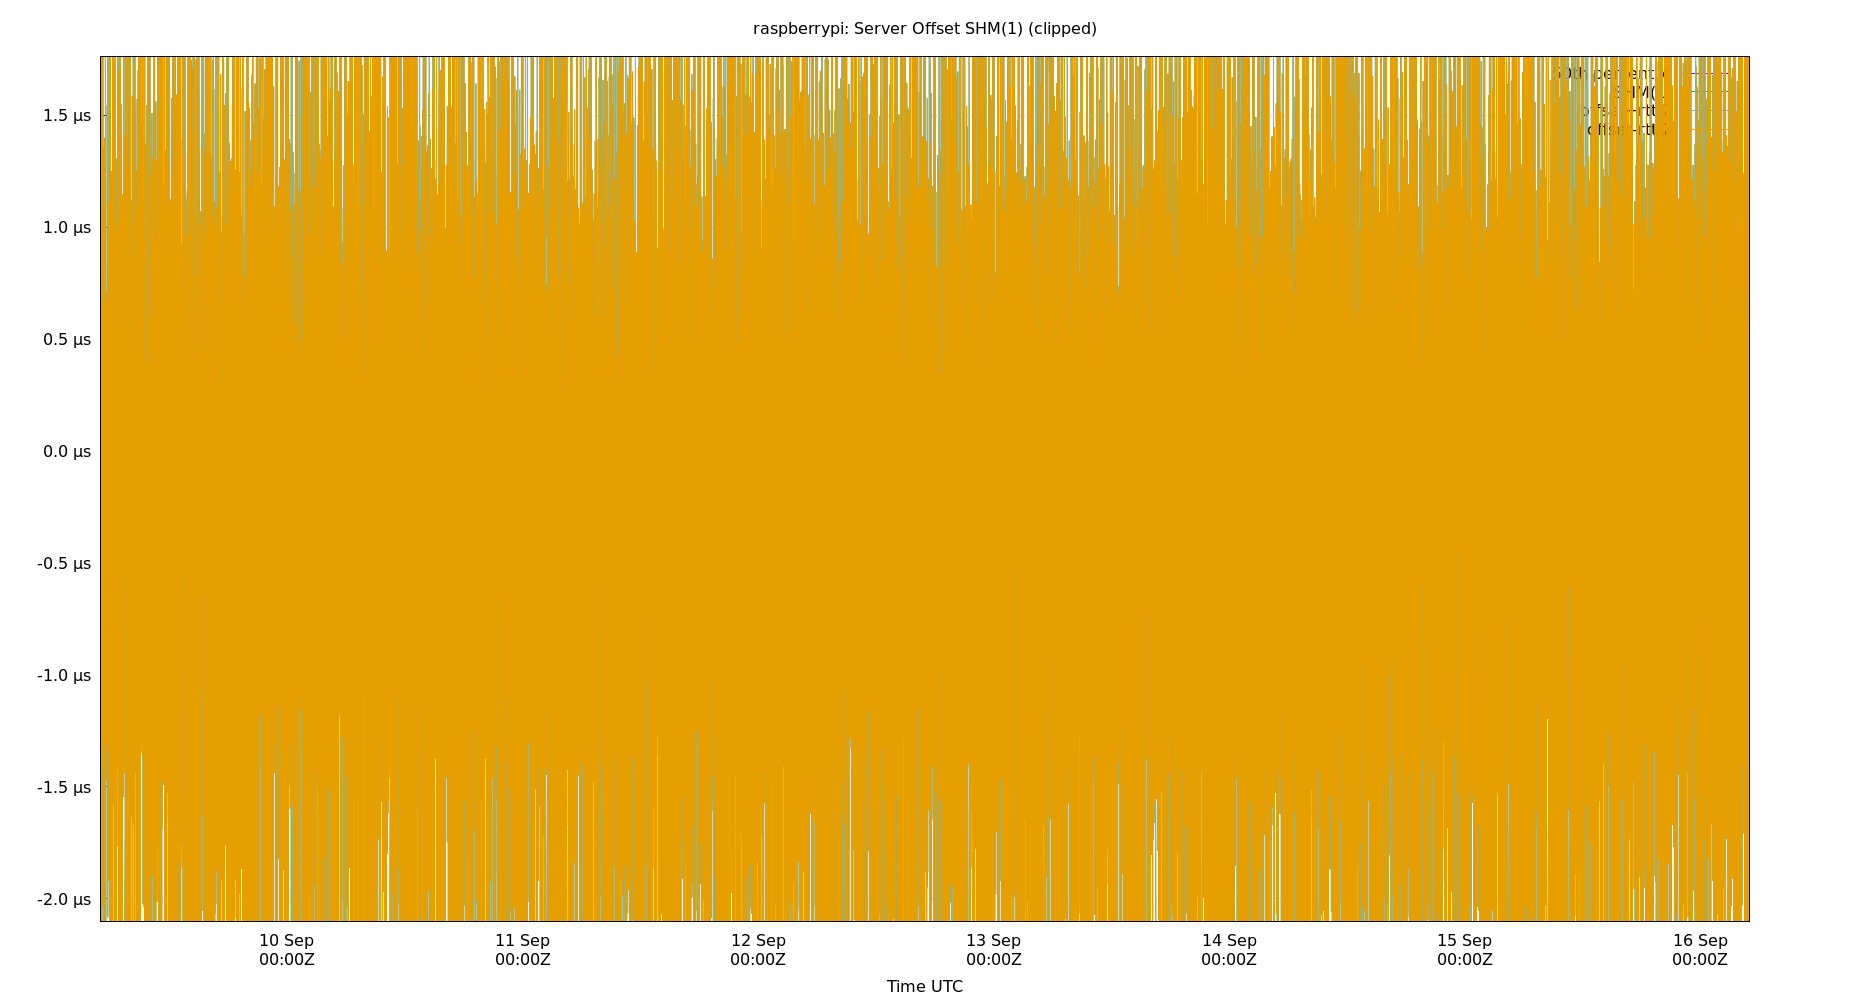 raspberrypi: Server Offset SHM(1) (clipped)
1.5 µs
1.0 µs
0.5 µs
0.0 µs
-0.5 µs
-1.0 µs
-1.5 µs
-2.0 µs
10 Sep 11 Sep 12 Sep 13 Sep 14 Sep 15 Sep 16 Sep
00:00Z 00:00Z 00:00Z 00:00Z 00:00Z 00:00Z 00:00Z
Time UTC